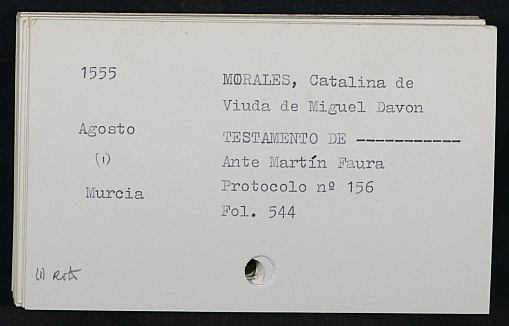 1555
MORALES, Catalina de
Viuda de Miguel Davon
Agosto
TESTAMENTO DE -----------
(1)
Ante Martín Faura
Murcia
Protocolo nº 156
Fol. 544
(1) Roto